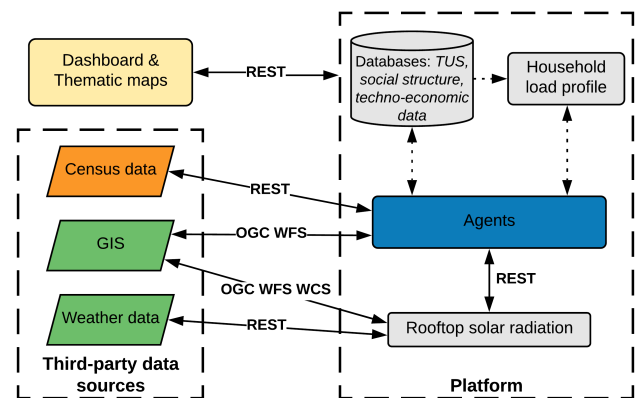 Dashboard &
Thematic maps
REST
Databases: TUS,
social structure,
techno-economic
data
Household
load profile
Census data
REST
Agents
GIS
OGC WFS
OGC WFS WCS
REST
Weather data
REST
Rooftop solar radiation
Third-party data
sources
Platform